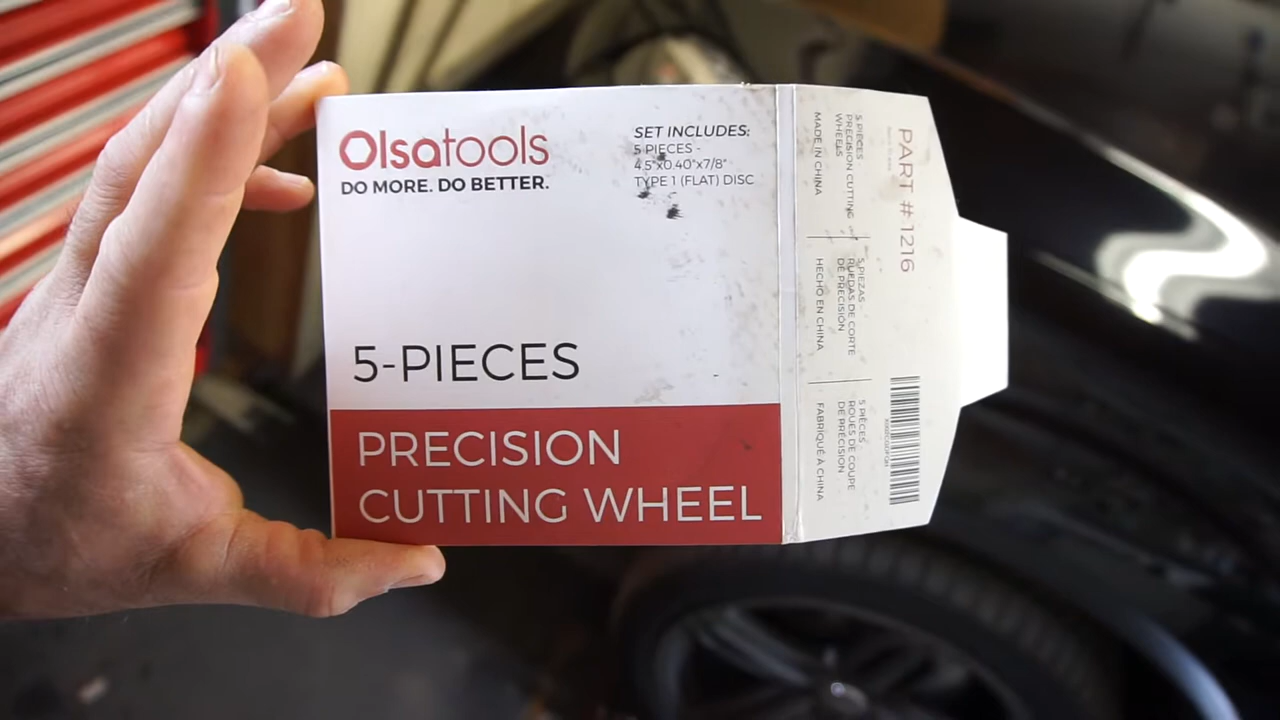 Olsatools
DO MORE. DO BETTER.
SET INCLUDES:
5 PIECES -
4.5"x0.40"x7/8"
TYPE 1 (FLAT) DISC
5-PIECES
PRECISION
CUTTING WHEEL
PART # 1216
5 PIECES -
PRECISION CUTTING
WHEELS
MADE IN CHINA
5 PIEZAS -
RUEDAS DE CORTE
DE PRECISIÓN
HECHO EN CHINA
5 PIÈCES -
ROUES DE COUPE
DE PRÉCISION
FABRIQUÉ À CHINA